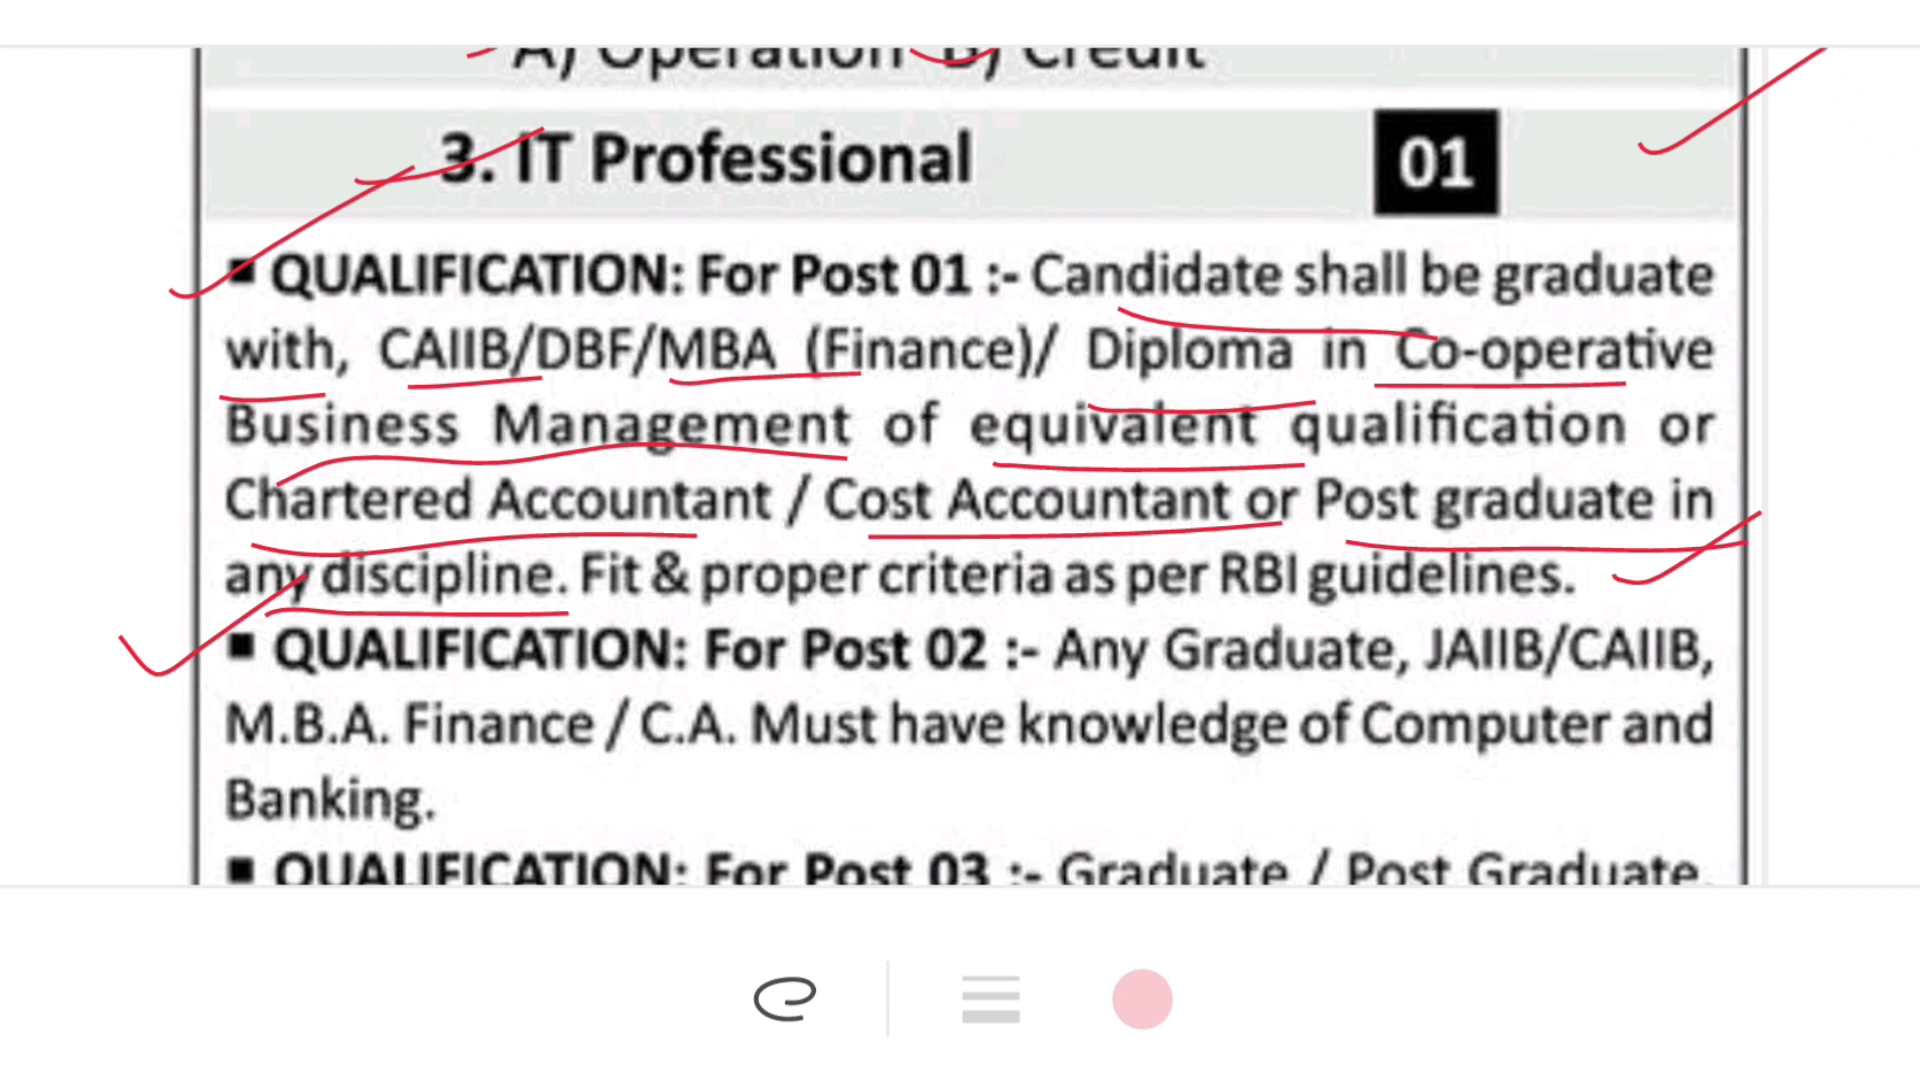 A) Operation B) Credit
3. IT Professional 01
▪ QUALIFICATION: For Post 01 :- Candidate shall be graduate
with, CAIIB/DBF/MBA (Finance)/ Diploma in Co-operative
Business Management of equivalent qualification or
Chartered Accountant / Cost Accountant or Post graduate in
any discipline. Fit & proper criteria as per RBI guidelines.
▪ QUALIFICATION: For Post 02 :- Any Graduate, JAIIB/CAIIB,
M.B.A. Finance / C.A. Must have knowledge of Computer and
Banking.
▪ QUALIFICATION: For Post 03 :- Graduate / Post Graduate.